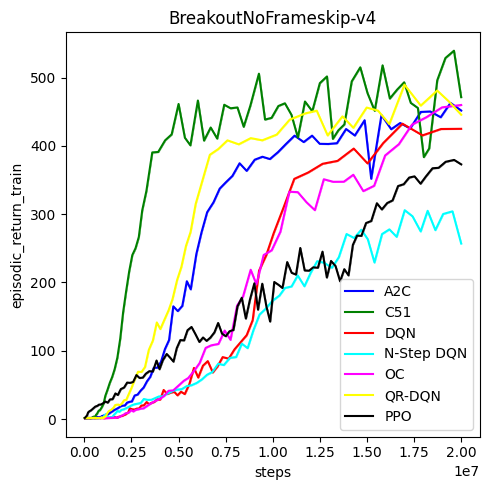 BreakoutNoFrameskip-v4
episodic_return_train
500
400
300
200
100
0
A2C
C51
DQN
N-Step DQN
OC
QR-DQN
PPO
0.00 0.25 0.50 0.75 1.00 1.25 1.50 1.75 2.00
steps
1e7